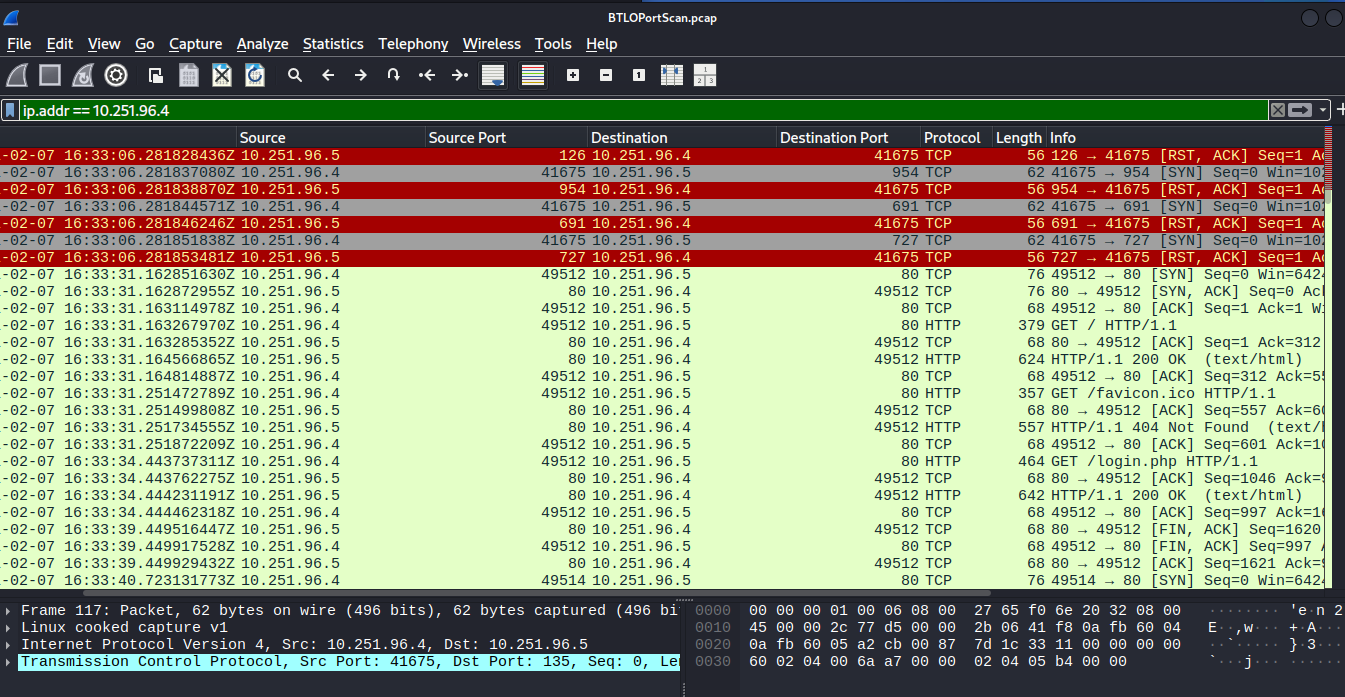 BTLOPortScan.pcap
File Edit View Go Capture Analyze Statistics Telephony Wireless Tools Help
ip.addr == 10.251.96.4
Source Source Port Destination Destination Port Protocol Length Info
-02-07 16:33:06.281828436Z 10.251.96.5 126 10.251.96.4 41675 TCP 56 126 → 41675 [RST, ACK] Seq=1 A
-02-07 16:33:06.281837080Z 10.251.96.4 41675 10.251.96.5 954 TCP 62 41675 → 954 [SYN] Seq=0 Win=102
-02-07 16:33:06.281838870Z 10.251.96.5 954 10.251.96.4 41675 TCP 56 954 → 41675 [RST, ACK] Seq=1 A
-02-07 16:33:06.281844571Z 10.251.96.4 41675 10.251.96.5 691 TCP 62 41675 → 691 [SYN] Seq=0 Win=102
-02-07 16:33:06.281846246Z 10.251.96.5 691 10.251.96.4 41675 TCP 56 691 → 41675 [RST, ACK] Seq=1 A
-02-07 16:33:06.281851838Z 10.251.96.4 41675 10.251.96.5 727 TCP 62 41675 → 727 [SYN] Seq=0 Win=102
-02-07 16:33:06.281853481Z 10.251.96.5 727 10.251.96.4 41675 TCP 56 727 → 41675 [RST, ACK] Seq=1 A
-02-07 16:33:31.162851630Z 10.251.96.4 49512 10.251.96.5 80 TCP 76 49512 → 80 [SYN] Seq=0 Win=6424
-02-07 16:33:31.162872955Z 10.251.96.5 80 10.251.96.4 49512 TCP 76 80 → 49512 [SYN, ACK] Seq=0 Ack
-02-07 16:33:31.163114978Z 10.251.96.4 49512 10.251.96.5 80 TCP 68 49512 → 80 [ACK] Seq=1 Ack=1 Wi
-02-07 16:33:31.163267970Z 10.251.96.4 49512 10.251.96.5 80 HTTP 379 GET / HTTP/1.1
-02-07 16:33:31.163285352Z 10.251.96.5 80 10.251.96.4 49512 TCP 68 80 → 49512 [ACK] Seq=1 Ack=312
-02-07 16:33:31.164566865Z 10.251.96.5 80 10.251.96.4 49512 HTTP 624 HTTP/1.1 200 OK (text/html)
-02-07 16:33:31.164814887Z 10.251.96.4 49512 10.251.96.5 80 TCP 68 49512 → 80 [ACK] Seq=312 Ack=55
-02-07 16:33:31.251472789Z 10.251.96.4 49512 10.251.96.5 80 HTTP 357 GET /favicon.ico HTTP/1.1
-02-07 16:33:31.251499808Z 10.251.96.5 80 10.251.96.4 49512 TCP 68 80 → 49512 [ACK] Seq=557 Ack=60
-02-07 16:33:31.251734555Z 10.251.96.5 80 10.251.96.4 49512 HTTP 557 HTTP/1.1 404 Not Found (text/h
-02-07 16:33:31.251872209Z 10.251.96.4 49512 10.251.96.5 80 TCP 68 49512 → 80 [ACK] Seq=601 Ack=10
-02-07 16:33:34.443737311Z 10.251.96.4 49512 10.251.96.5 80 HTTP 464 GET /login.php HTTP/1.1
-02-07 16:33:34.443762275Z 10.251.96.5 80 10.251.96.4 49512 TCP 68 80 → 49512 [ACK] Seq=1046 Ack=9
-02-07 16:33:34.444231191Z 10.251.96.5 80 10.251.96.4 49512 HTTP 642 HTTP/1.1 200 OK (text/html)
-02-07 16:33:34.444462318Z 10.251.96.4 49512 10.251.96.5 80 TCP 68 49512 → 80 [ACK] Seq=997 Ack=16
-02-07 16:33:39.449516447Z 10.251.96.5 80 10.251.96.4 49512 TCP 68 80 → 49512 [FIN, ACK] Seq=1620
-02-07 16:33:39.449917528Z 10.251.96.4 49512 10.251.96.5 80 TCP 68 49512 → 80 [FIN, ACK] Seq=997 A
-02-07 16:33:39.449929432Z 10.251.96.5 80 10.251.96.4 49512 TCP 68 80 → 49512 [ACK] Seq=1621 Ack=9
-02-07 16:33:40.723131773Z 10.251.96.4 49514 10.251.96.5 80 TCP 76 49514 → 80 [SYN] Seq=0 Win=6424
Frame 117: Packet, 62 bytes on wire (496 bits), 62 bytes captured (496 bi
Linux cooked capture v1
Internet Protocol Version 4, Src: 10.251.96.4, Dst: 10.251.96.5
Transmission Control Protocol, Src Port: 41675, Dst Port: 135, Seq: 0, Le
0000 00 00 00 01 00 06 08 00 27 65 f0 6e 20 32 08 00 ········ 'e·n 2··
0010 45 00 00 2c 77 d5 00 00 2b 06 41 f8 0a fb 60 04 E··,w··· +·A···`·
0020 0a fb 60 05 a2 cb 00 87 7d 1c 33 11 00 00 00 00 ··`····· }·3·····
0030 60 02 04 00 6a a7 00 00 02 04 05 b4 00 00 `···j··· ······